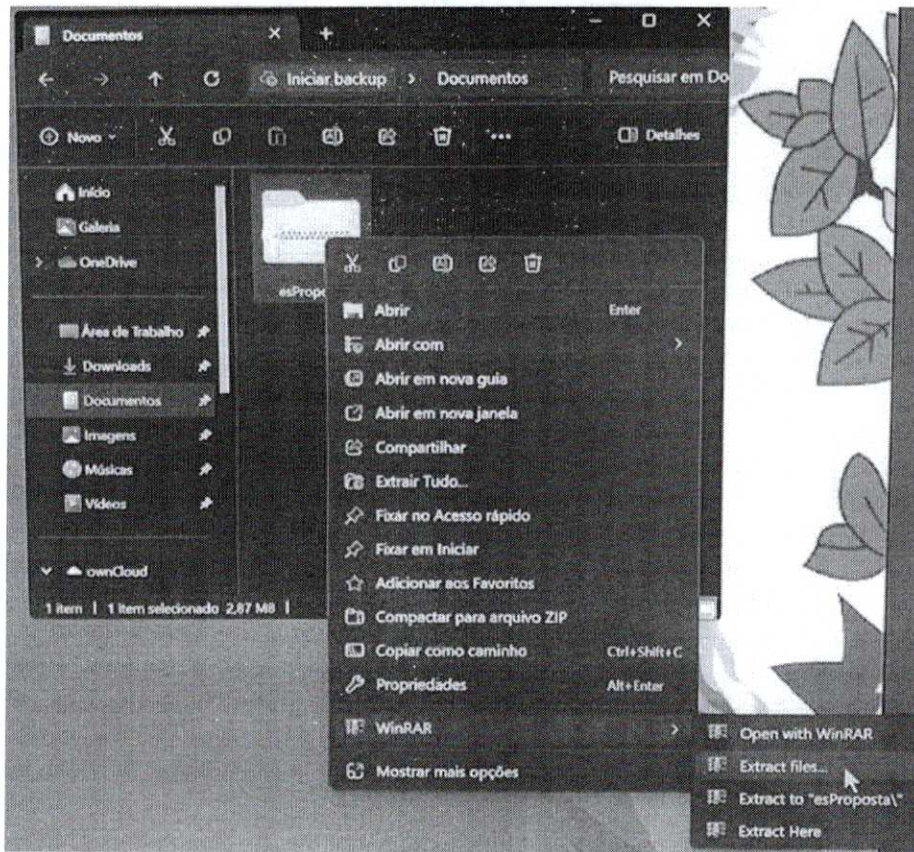 Documentos
Iniciar backup > Documentos Pesquisar em Do
Novo
Detalhes
Início
Galeria
OneDrive
Área de Trabalho
Downloads
Documentos
Imagens
Músicas
Vídeos
ownCloud
1 item | 1 item selecionado 2,87 MB |
esPropo
Abrir Enter
Abrir com
Abrir em nova guia
Abrir em nova janela
Compartilhar
Extrair Tudo...
Fixar no Acesso rápido
Fixar em Iniciar
Adicionar aos Favoritos
Compactar para arquivo ZIP
Copiar como caminho Ctrl+Shift+C
Propriedades Alt+Enter
WinRAR
Mostrar mais opções
Open with WinRAR
Extract files...
Extract to "esProposta\"
Extract Here